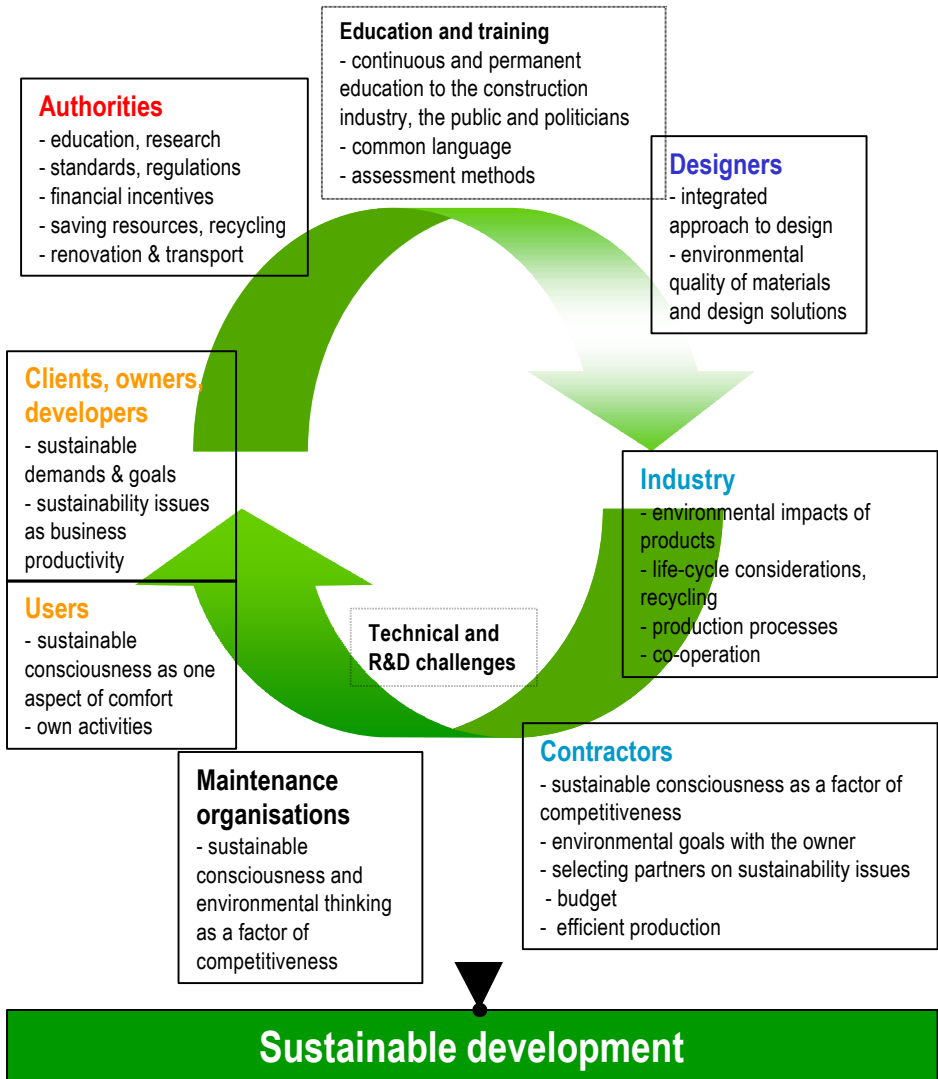 Education and training
- continuous and permanent
education to the construction
industry, the public and politicians
- common language
- assessment methods
Authorities
- education, research
- standards, regulations
- financial incentives
- saving resources, recycling
- renovation & transport
Designers
- integrated
approach to design
- environmental
quality of materials
and design solutions
Clients, owners,
developers
- sustainable
demands & goals
- sustainability issues
as business
productivity
Industry
- environmental impacts of
products
- life-cycle considerations,
recycling
- production processes
- co-operation
Users
- sustainable
consciousness as one
aspect of comfort
- own activities
Technical and
R&D challenges
Maintenance
organisations
- sustainable
consciousness and
environmental thinking
as a factor of
competitiveness
Contractors
- sustainable consciousness as a factor of
competitiveness
- environmental goals with the owner
- selecting partners on sustainability issues
- budget
- efficient production
Sustainable development